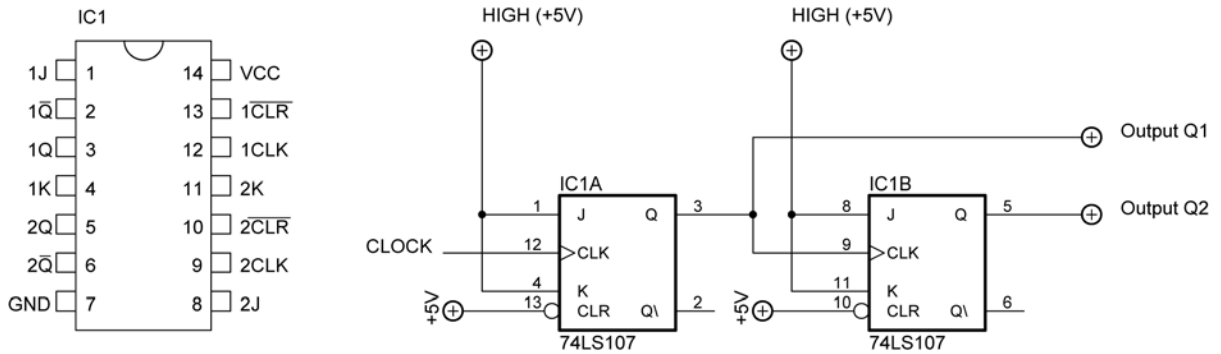 IC1
1J 1 14 VCC
1Q̅ 2 13 1C̅L̅R̅
1Q 3 12 1CLK
1K 4 11 2K
2Q 5 10 2C̅L̅R̅
2Q̅ 6 9 2CLK
GND 7 8 2J
HIGH (+5V)
HIGH (+5V)
Output Q1
IC1A
1 J Q 3
CLOCK 12 CLK
4 K
+5V 13 CLR Q\ 2
74LS107
IC1B
8 J Q 5 Output Q2
9 CLK
11 K
+5V 10 CLR Q\ 6
74LS107